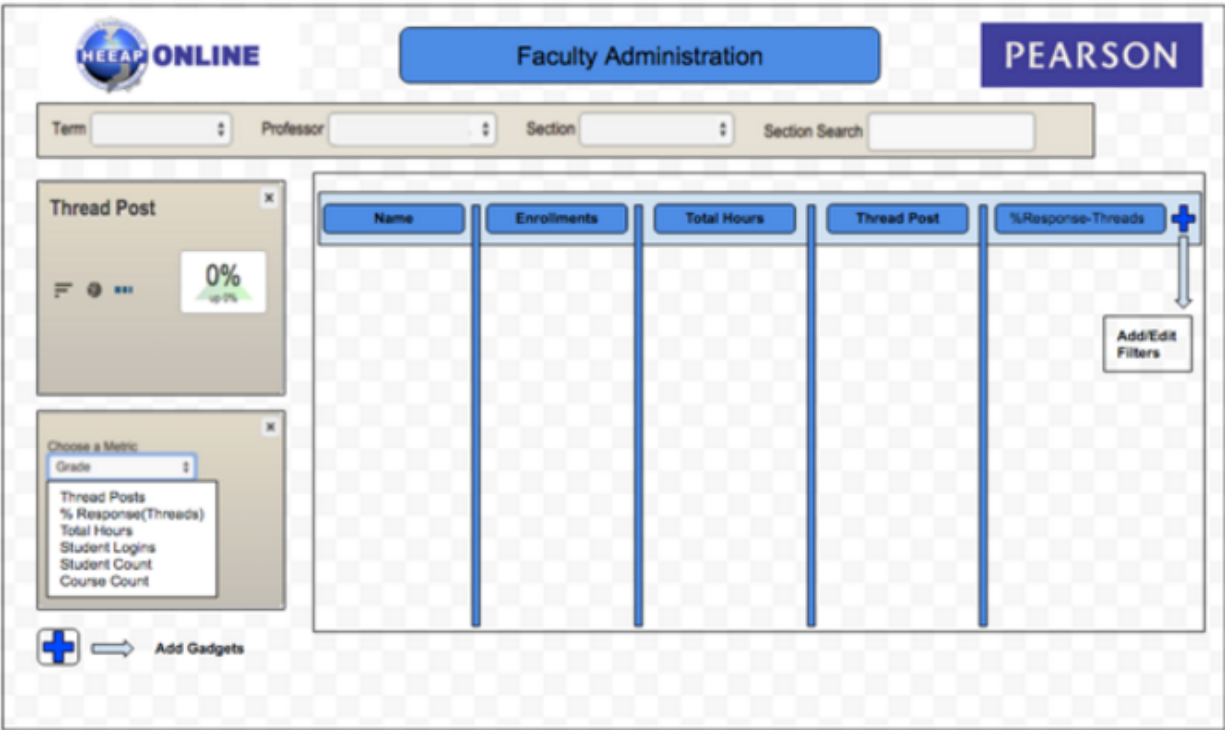 HEEAP ONLINE
Faculty Administration
PEARSON
Term
Professor
Section
Section Search
Thread Post
x
0%
up 0%
Name
Enrollments
Total Hours
Thread Post
%Response-Threads
Add/Edit
Filters
x
Choose a Metric
Grade
Thread Posts
% Response(Threads)
Total Hours
Student Logins
Student Count
Course Count
Add Gadgets